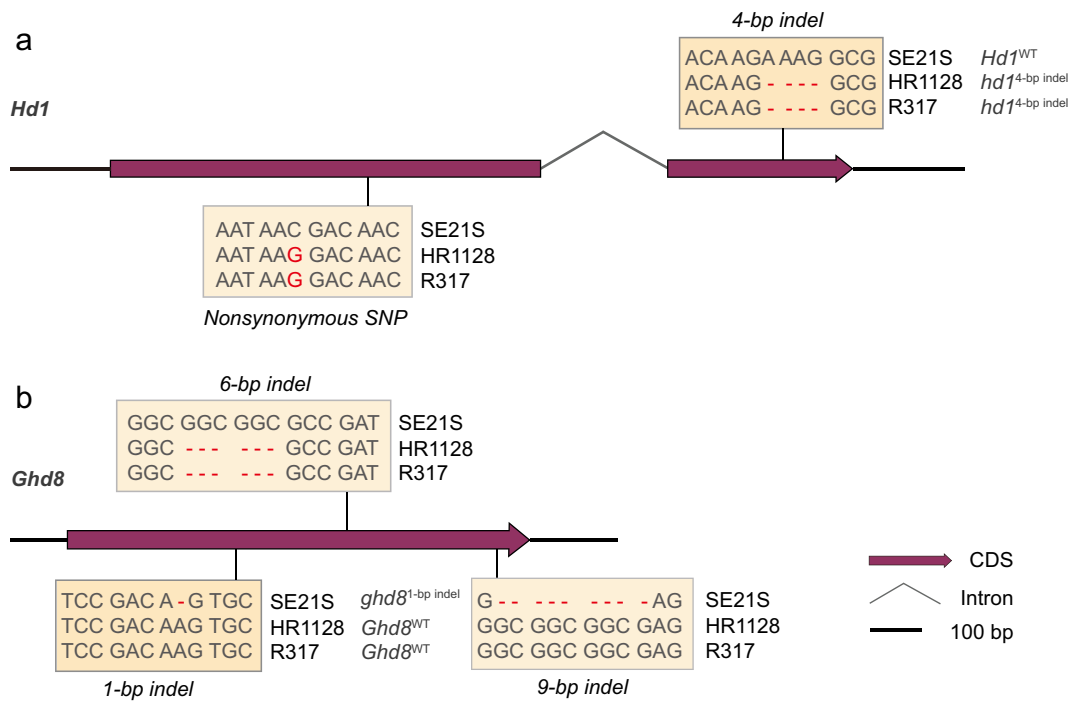 a
4-bp indel
ACA AGA AAG GCG SE21S Hd1WT
ACA AG- - - - GCG HR1128 hd14-bp indel
ACA AG- - - - GCG R317 hd14-bp indel
Hd1
AAT AAC GAC AAC SE21S
AAT AAG GAC AAC HR1128
AAT AAG GAC AAC R317
Nonsynonymous SNP
b
6-bp indel
GGC GGC GGC GCC GAT SE21S
GGC - - - - - - GCC GAT HR1128
GGC - - - - - - GCC GAT R317
Ghd8
TCC GAC A-G TGC SE21S ghd81-bp indel
TCC GAC AAG TGC HR1128 Ghd8WT
TCC GAC AAG TGC R317 Ghd8WT
1-bp indel
G- - - - - - - - -AG SE21S
GGC GGC GGC GAG HR1128
GGC GGC GGC GAG R317
9-bp indel
CDS
Intron
100 bp